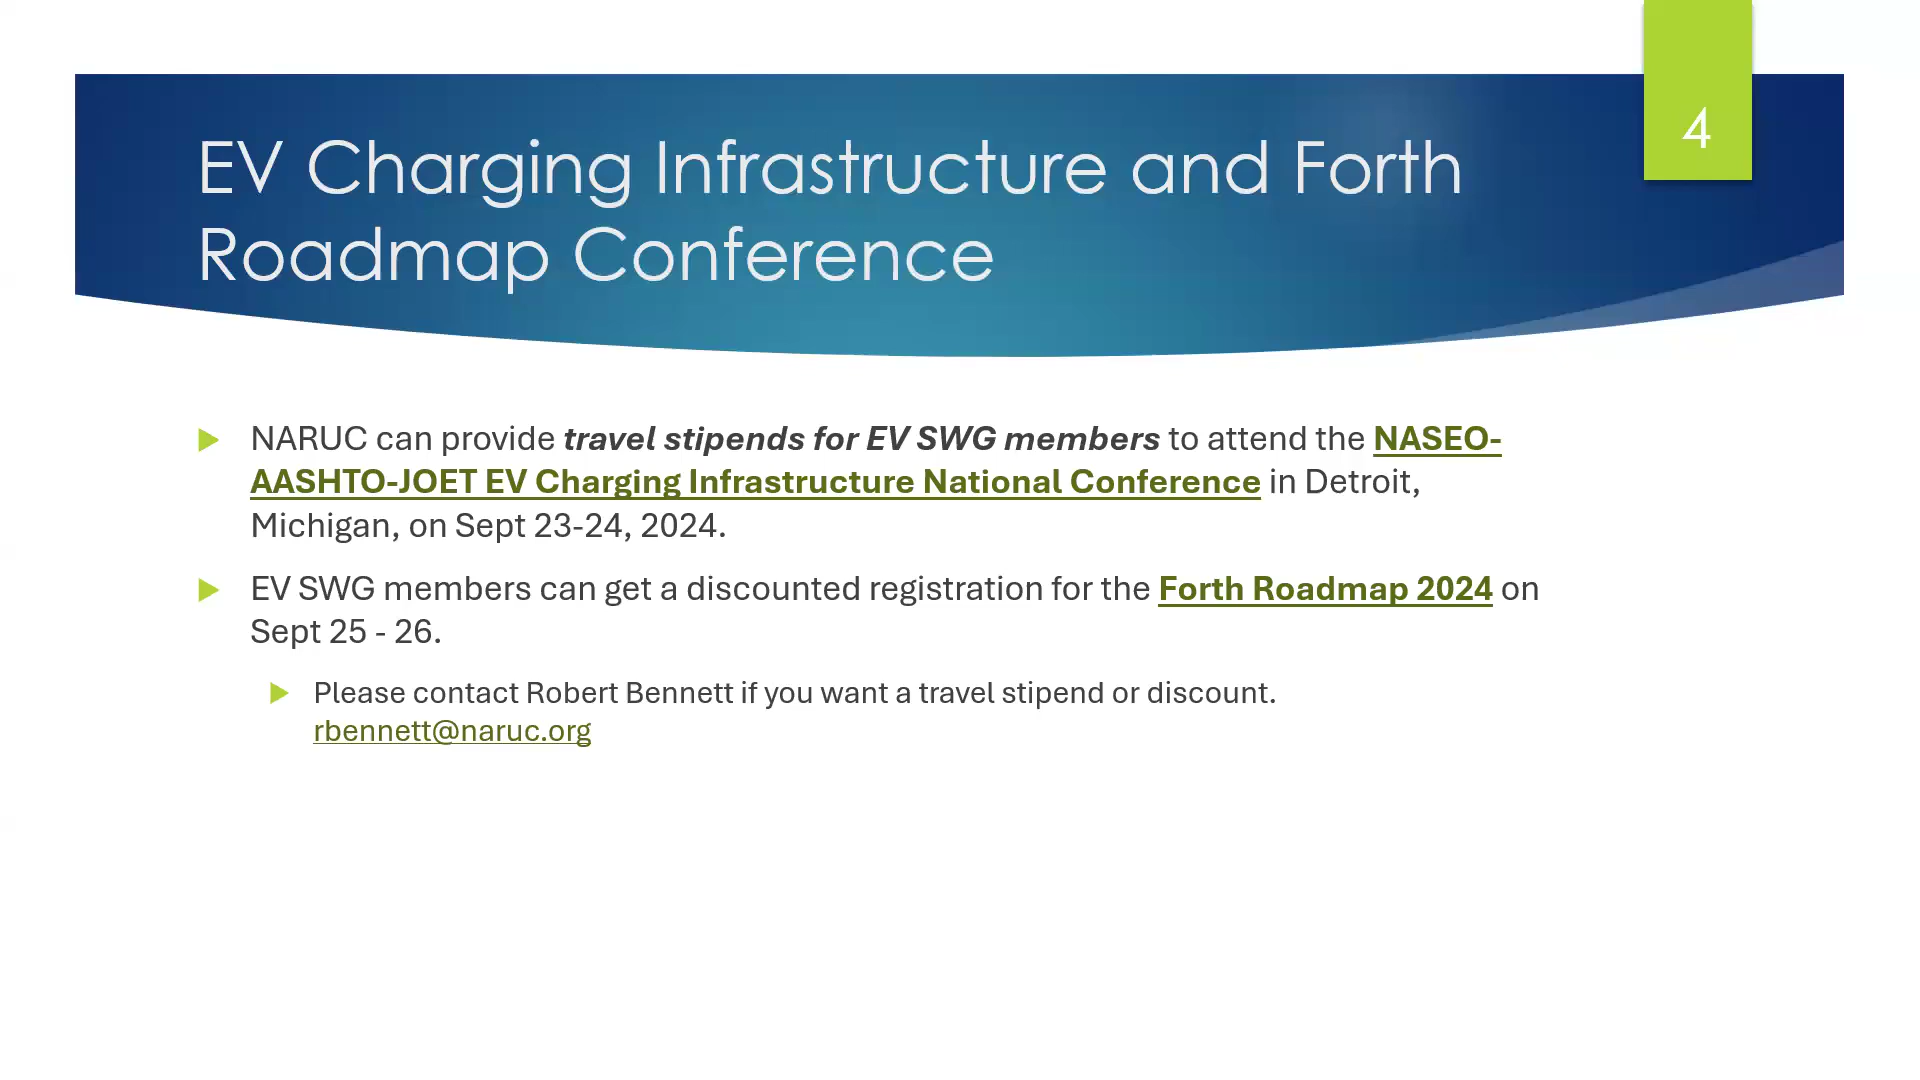 4
EV Charging Infrastructure and Forth
Roadmap Conference
NARUC can provide travel stipends for EV SWG members to attend the NASEO-
AASHTO-JOET EV Charging Infrastructure National Conference in Detroit,
Michigan, on Sept 23-24, 2024.
EV SWG members can get a discounted registration for the Forth Roadmap 2024 on
Sept 25 - 26.
Please contact Robert Bennett if you want a travel stipend or discount.
rbennett@naruc.org